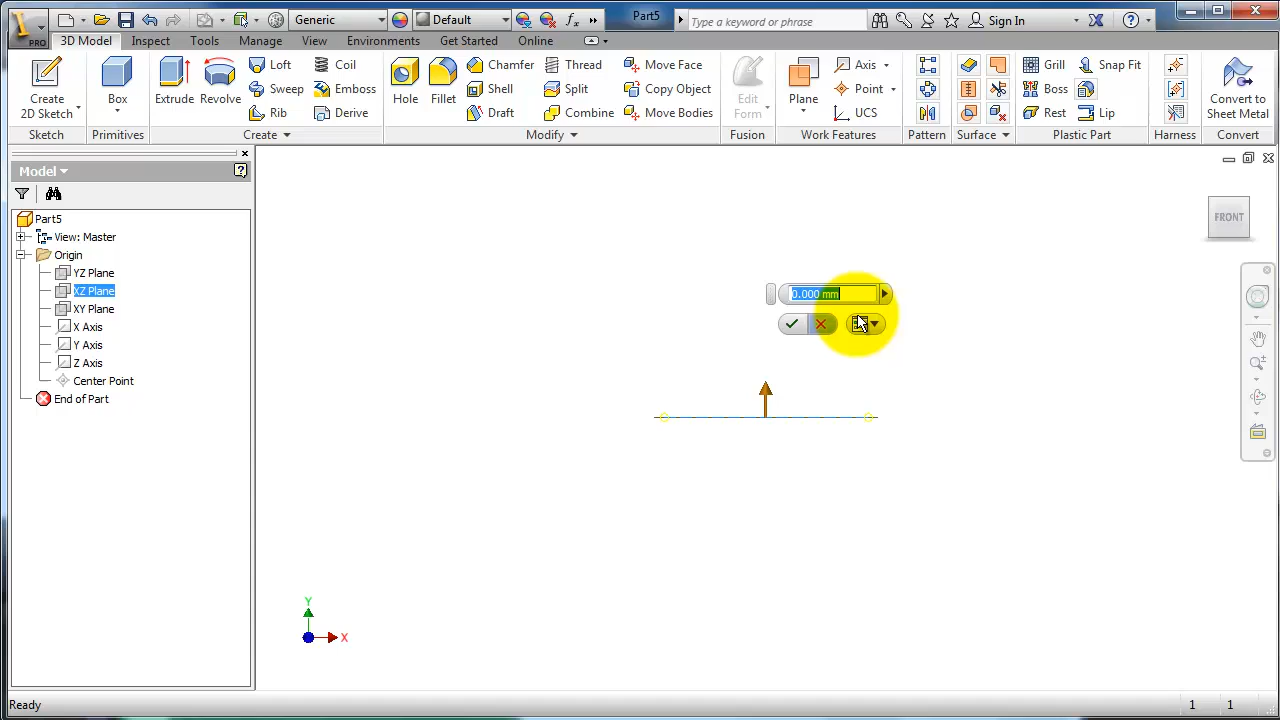 PRO
Generic
Default
fx
Part5
Type a keyword or phrase
Sign In
3D Model
Inspect
Tools
Manage
View
Environments
Get Started
Online
Create
2D Sketch
Box
Extrude
Revolve
Loft
Sweep
Rib
Coil
Emboss
Derive
Hole
Fillet
Chamfer
Shell
Draft
Thread
Split
Combine
Move Face
Copy Object
Move Bodies
Edit
Form
Plane
Axis
Point
UCS
Grill
Boss
Rest
Snap Fit
Lip
Convert to
Sheet Metal
Sketch
Primitives
Create
Modify
Fusion
Work Features
Pattern
Surface
Plastic Part
Harness
Convert
Model
Part5
View: Master
Origin
YZ Plane
XZ Plane
XY Plane
X Axis
Y Axis
Z Axis
Center Point
End of Part
FRONT
0.000 mm
Y
X
Ready
1
1